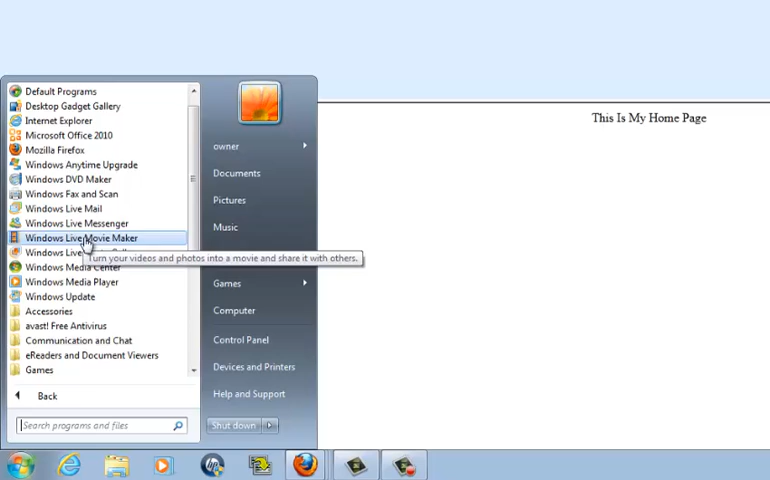 This Is My Home Page
Default Programs
Desktop Gadget Gallery
Internet Explorer
Microsoft Office 2010
Mozilla Firefox
Windows Anytime Upgrade
Windows DVD Maker
Windows Fax and Scan
Windows Live Mail
Windows Live Messenger
Windows Live Movie Maker
Windows Live
Turn your videos and photos into a movie and share it with others.
Windows Media Center
Windows Media Player
Windows Update
Accessories
avast! Free Antivirus
Communication and Chat
eReaders and Document Viewers
Games
Back
Search programs and files
owner
Documents
Pictures
Music
Games
Computer
Control Panel
Devices and Printers
Help and Support
Shut down